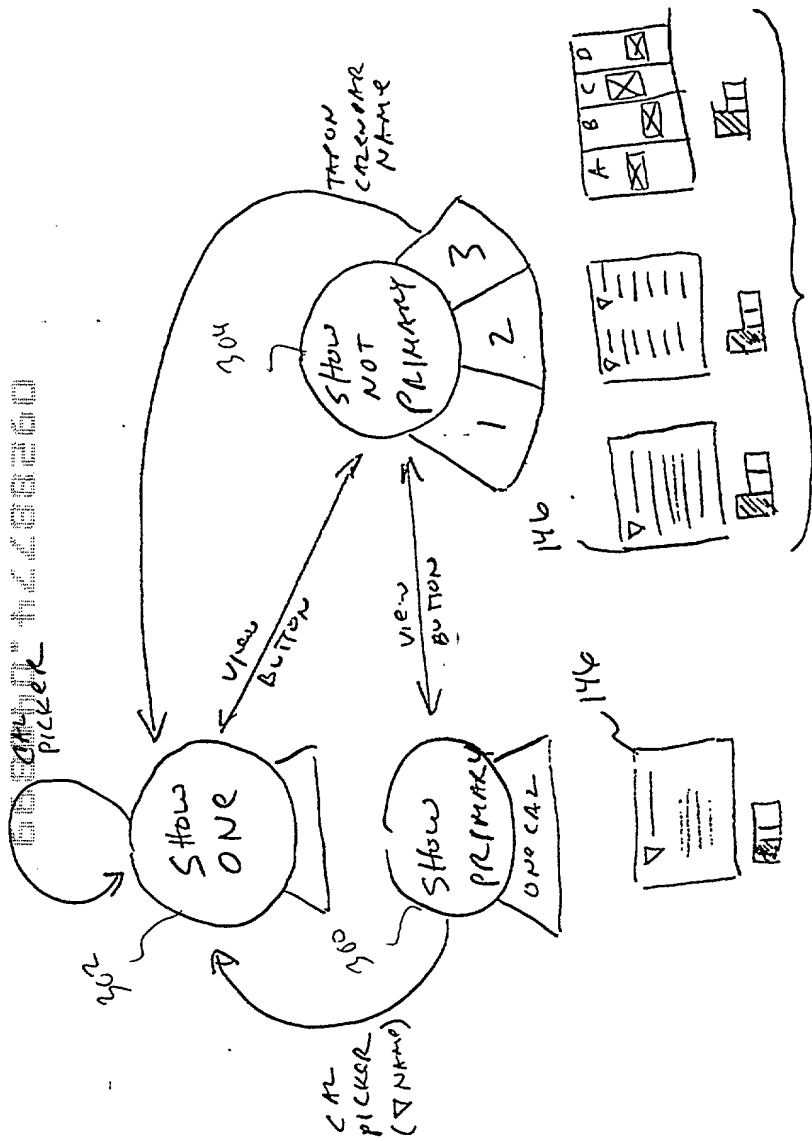 CAL
PICKER
302
SHOW
ONE
VIEW
BUTTON
304
SHOW
NOT
PRIMARY
1
2
3
TAP ON
CALENDAR
NAME
CAL
PICKER
(▽ NAME)
300
SHOW
PRIMARY
ONE CAL
VIEW
BUTTON
146
146
A
B
C
D